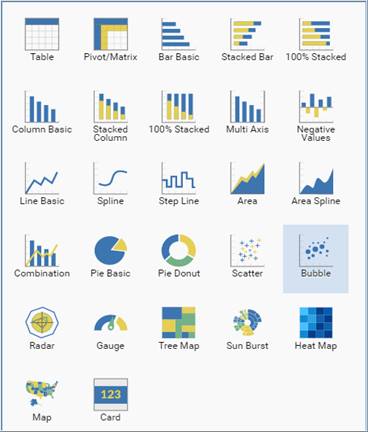 Table Pivot/Matrix Bar Basic Stacked Bar 100% Stacked
Column Basic Stacked Column 100% Stacked Multi Axis Negative Values
Line Basic Spline Step Line Area Area Spline
Combination Pie Basic Pie Donut Scatter Bubble
Radar Gauge Tree Map Sun Burst Heat Map
123
Map Card